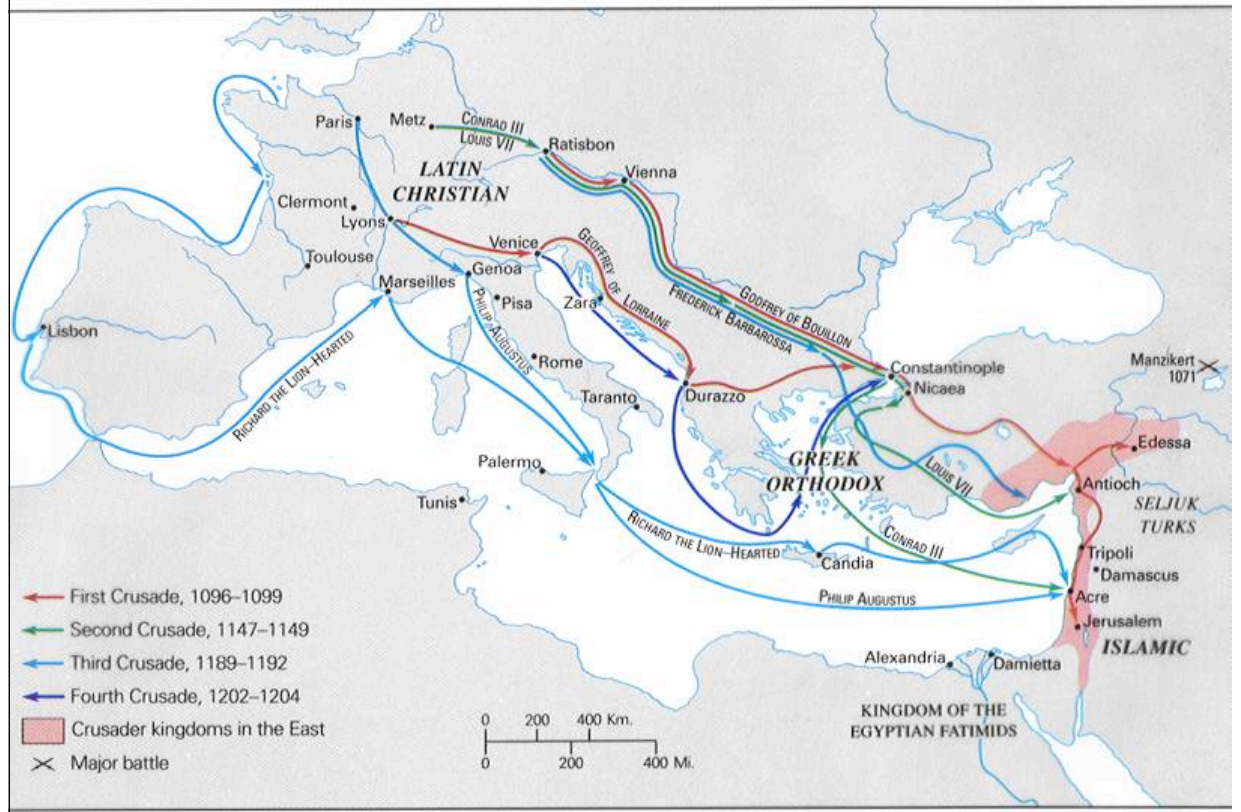 Paris
Metz
CONRAD III
LOUIS VII
Ratisbon
Vienna
LATIN
CHRISTIAN
Clermont
Lyons
Toulouse
Venice
GEOFFREY OF LORRAINE
Genoa
Marseilles
Pisa
Zara
PHILIP AUGUSTUS
FREDERICK BARBAROSSA
GODFREY OF BOUILLON
Lisbon
RICHARD THE LION–HEARTED
Rome
Constantinople
Nicaea
Manzikert
1071
Taranto
Durazzo
Edessa
Palermo
GREEK
ORTHODOX
LOUIS VII
Antioch
Tunis
SELJUK
TURKS
RICHARD THE LION–HEARTED
CONRAD III
Candia
Tripoli
Damascus
PHILIP AUGUSTUS
Acre
Jerusalem
ISLAMIC
Alexandria
Damietta
KINGDOM OF THE
EGYPTIAN FATIMIDS
First Crusade, 1096–1099
Second Crusade, 1147–1149
Third Crusade, 1189–1192
Fourth Crusade, 1202–1204
Crusader kingdoms in the East
Major battle
0 200 400 Km.
0 200 400 Mi.